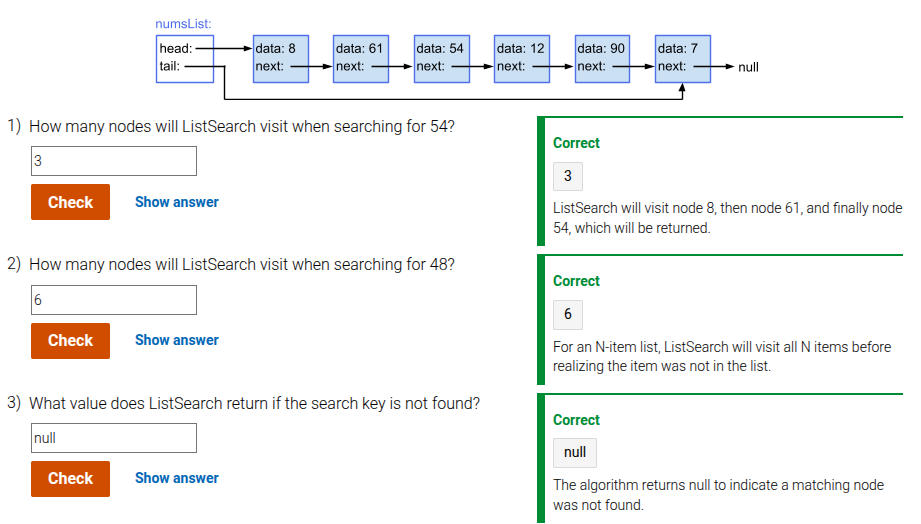 numsList:
head: data: 8 data: 61 data: 54 data: 12 data: 90 data: 7
tail: next: next: next: next: next: next: null
1) How many nodes will ListSearch visit when searching for 54?
3
Check Show answer
Correct
3
ListSearch will visit node 8, then node 61, and finally node
54, which will be returned.
2) How many nodes will ListSearch visit when searching for 48?
6
Check Show answer
Correct
6
For an N-item list, ListSearch will visit all N items before
realizing the item was not in the list.
3) What value does ListSearch return if the search key is not found?
null
Check Show answer
Correct
null
The algorithm returns null to indicate a matching node
was not found.